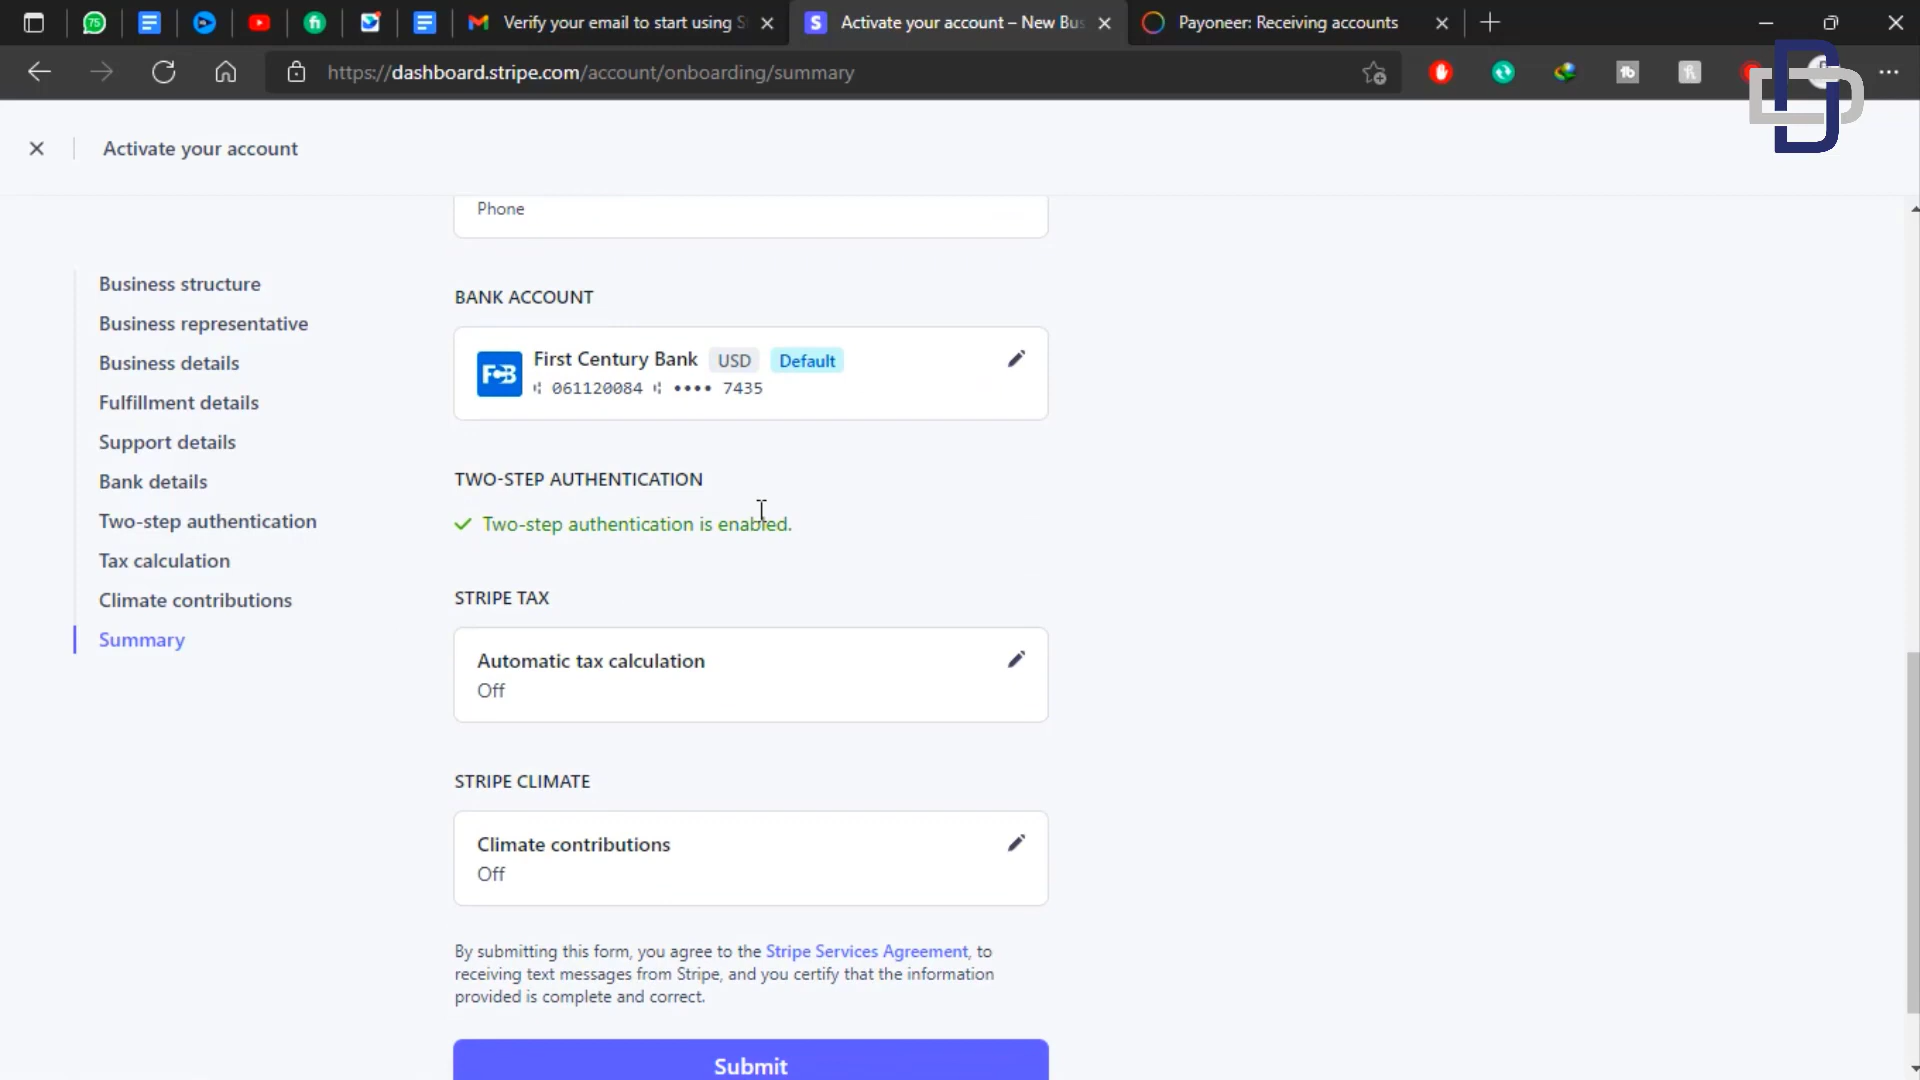 75
Verify your email to start using S
Activate your account – New Bus
Payoneer: Receiving accounts
https://dashboard.stripe.com/account/onboarding/summary
Activate your account
Phone
Business structure
Business representative
Business details
Fulfillment details
Support details
Bank details
Two-step authentication
Tax calculation
Climate contributions
Summary
BANK ACCOUNT
FCB
First Century Bank USD Default
⑆ 061120084 ⑆ •••• 7435
TWO-STEP AUTHENTICATION
Two-step authentication is enabled.
STRIPE TAX
Automatic tax calculation
Off
STRIPE CLIMATE
Climate contributions
Off
By submitting this form, you agree to the Stripe Services Agreement, to
receiving text messages from Stripe, and you certify that the information
provided is complete and correct.
Submit